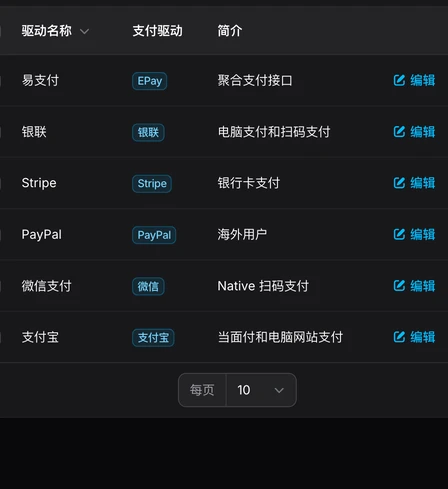 驱动名称 支付驱动 简介
易支付 EPay 聚合支付接口 编辑
银联 银联 电脑支付和扫码支付 编辑
Stripe Stripe 银行卡支付 编辑
PayPal PayPal 海外用户 编辑
微信支付 微信 Native 扫码支付 编辑
支付宝 支付宝 当面付和电脑网站支付 编辑
每页 10